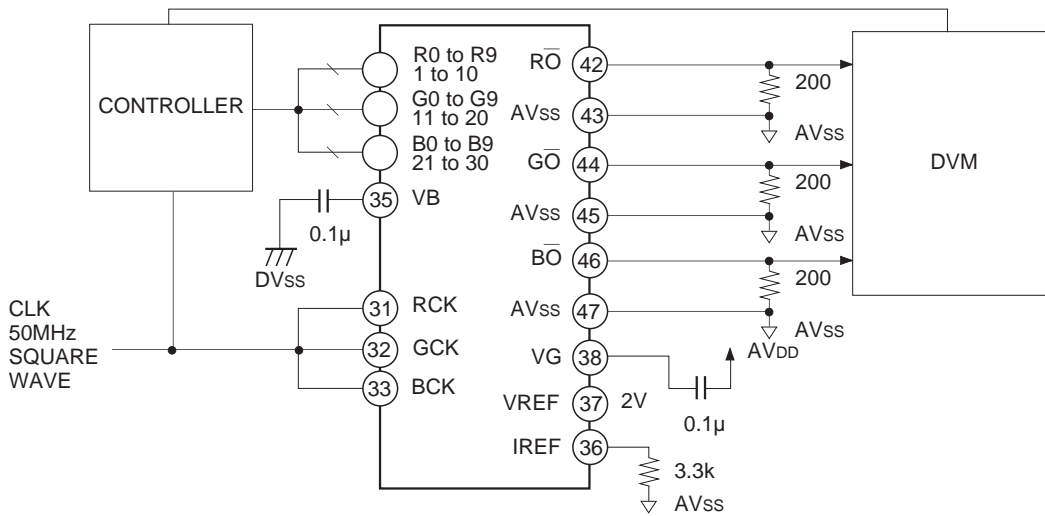 CONTROLLER
R0 to R9
1 to 10
G0 to G9
11 to 20
B0 to B9
21 to 30
35
VB
0.1μ
DVSS
CLK
50MHz
SQUARE
WAVE
31
RCK
32
GCK
33
BCK
RO̅
42
AVSS
43
GO̅
44
AVSS
45
BO̅
46
AVSS
47
VG
38
VREF
37
2V
IREF
36
200
AVSS
200
AVSS
200
AVSS
AVDD
0.1μ
3.3k
AVSS
DVM